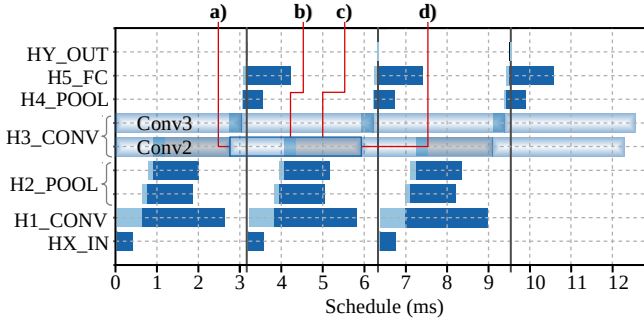 a) b) c) d)
HY_OUT
H5_FC
H4_POOL
Conv3
H3_CONV
Conv2
H2_POOL
H1_CONV
HX_IN
0 1 2 3 4 5 6 7 8 9 10 11 12
Schedule (ms)